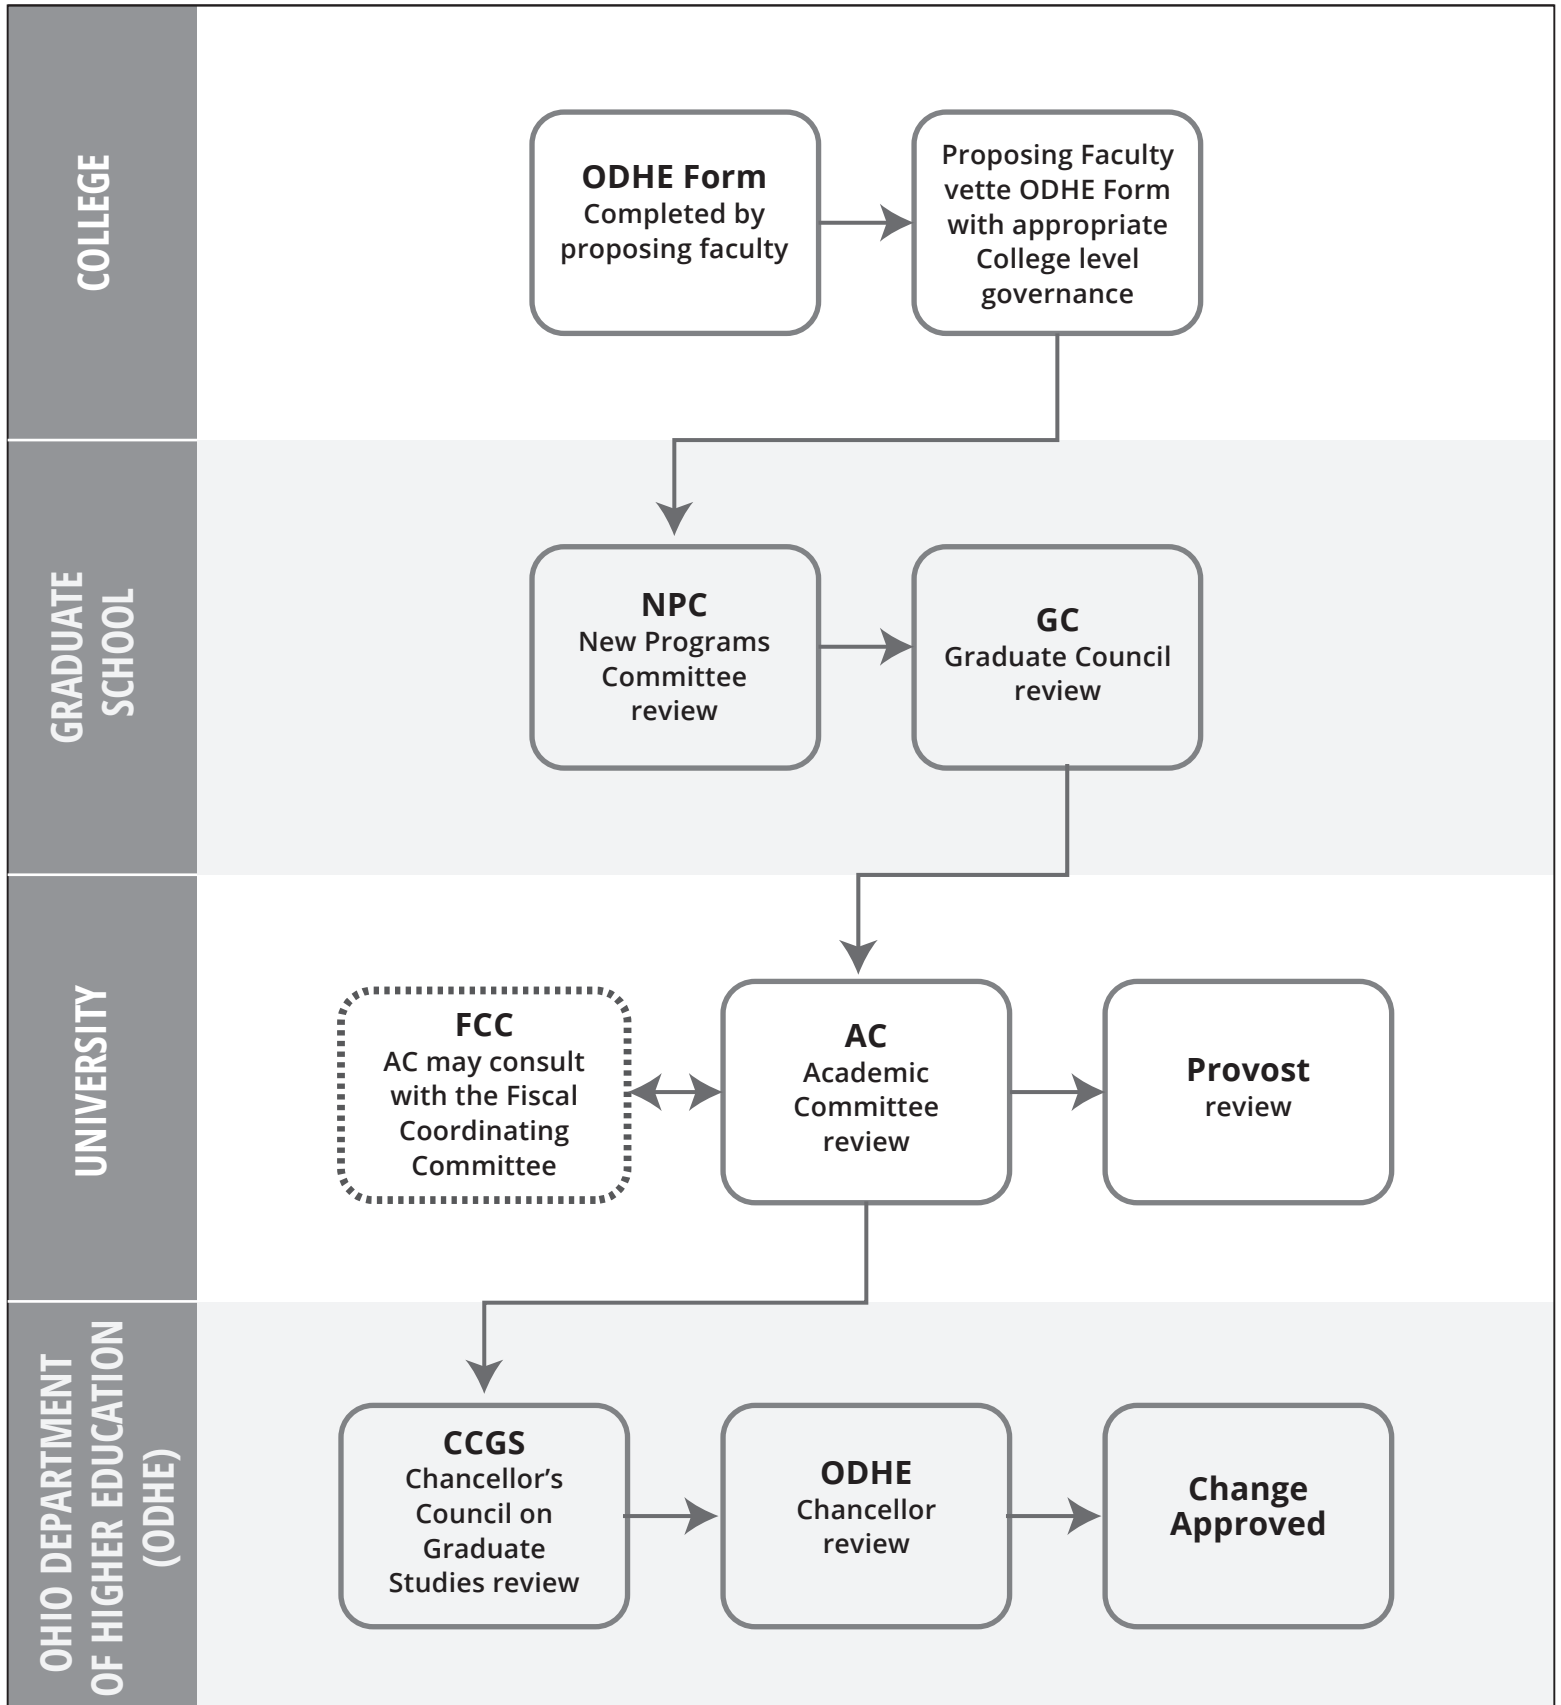 COLLEGE
ODHE Form
Completed by
proposing faculty
Proposing Faculty
vette ODHE Form
with appropriate
College level
governance
GRADUATE
SCHOOL
NPC
New Programs
Committee
review
GC
Graduate Council
review
UNIVERSITY
FCC
AC may consult
with the Fiscal
Coordinating
Committee
AC
Academic
Committee
review
Provost
review
OHIO DEPARTMENT
OF HIGHER EDUCATION
(ODHE)
CCGS
Chancellor’s
Council on
Graduate
Studies review
ODHE
Chancellor
review
Change
Approved